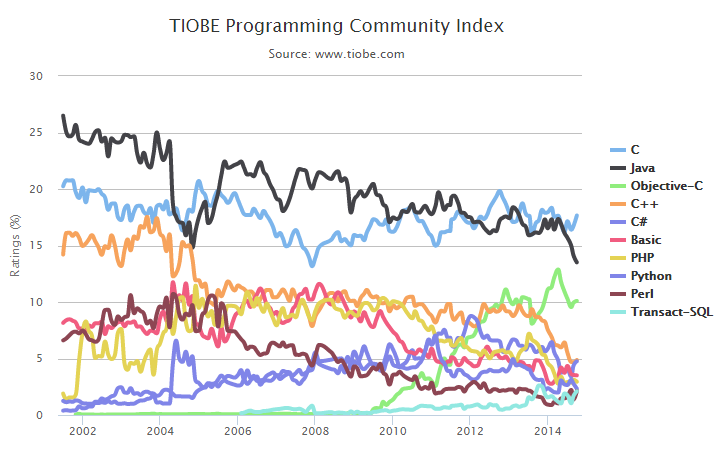 TIOBE Programming Community Index
Source: www.tiobe.com
Ratings (%)
30
25
20
15
10
5
0
2002 2004 2006 2008 2010 2012 2014
C
Java
Objective-C
C++
C#
Basic
PHP
Python
Perl
Transact-SQL